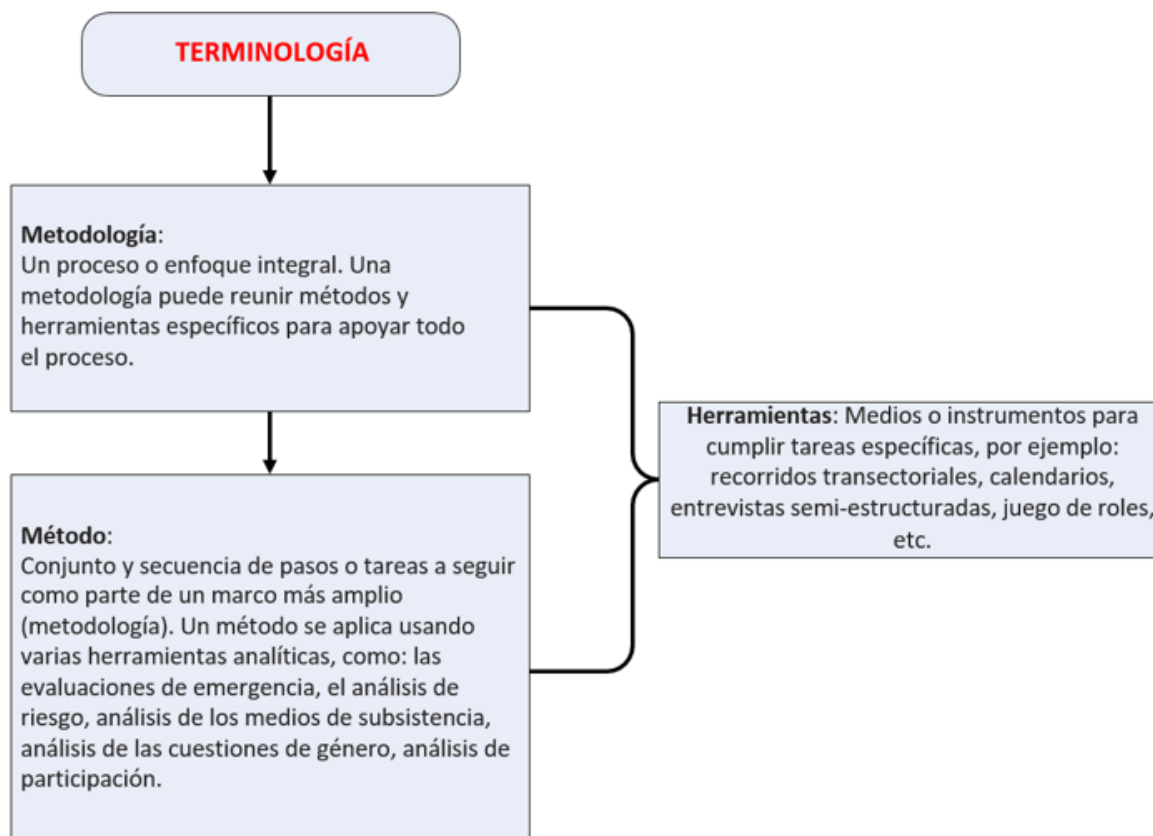 TERMINOLOGÍA
Metodología:
Un proceso o enfoque integral. Una
metodología puede reunir métodos y
herramientas específicos para apoyar todo
el proceso.
Herramientas: Medios o instrumentos para
cumplir tareas específicas, por ejemplo:
recorridos transectoriales, calendarios,
entrevistas semi-estructuradas, juego de roles,
etc.
Método:
Conjunto y secuencia de pasos o tareas a seguir
como parte de un marco más amplio
(metodología). Un método se aplica usando
varias herramientas analíticas, como: las
evaluaciones de emergencia, el análisis de
riesgo, análisis de los medios de subsistencia,
análisis de las cuestiones de género, análisis de
participación.